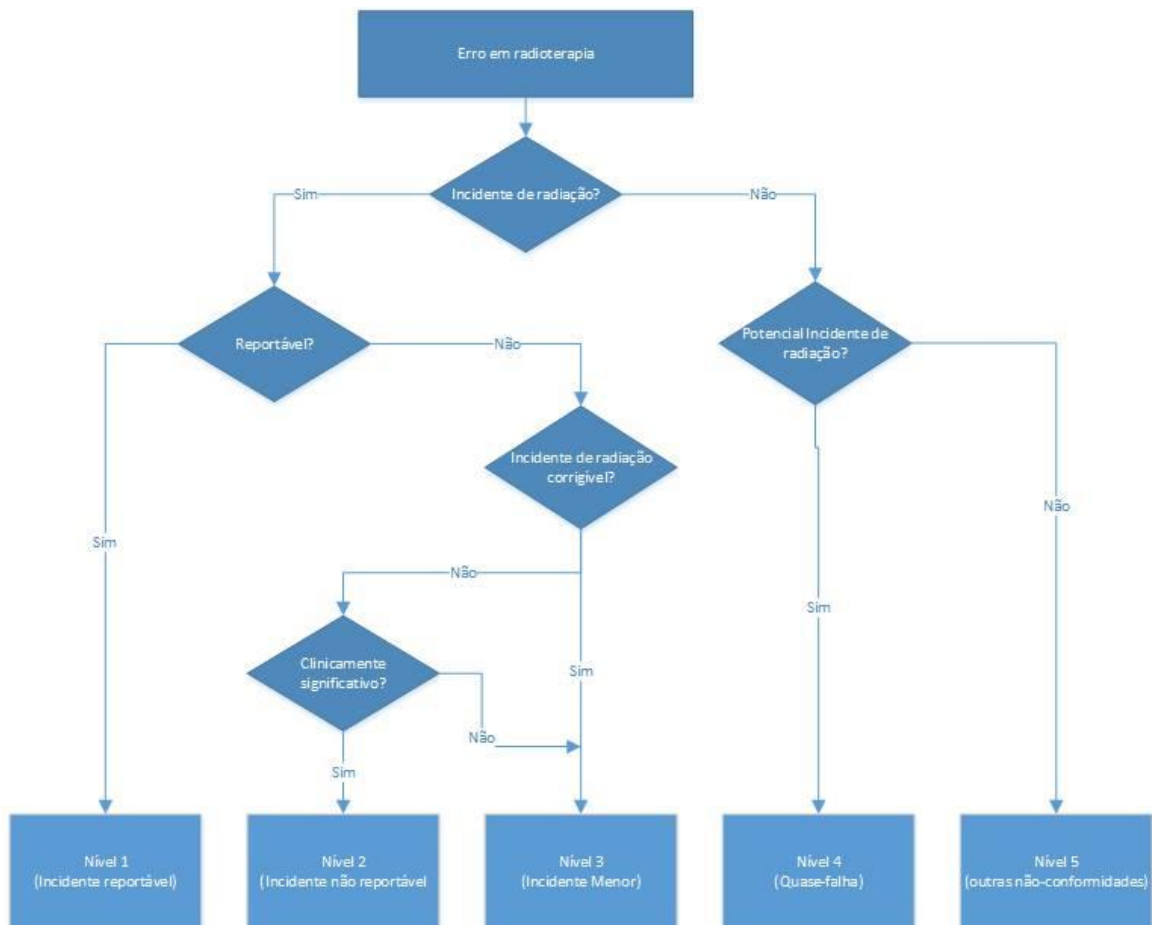 Erro em radioterapia
Incidente de radiação?
Sim
Não
Reportável?
Não
Potencial Incidente de
radiação?
Incidente de radiação
corrigível?
Não
Sim
Não
Sim
Clinicamente
significativo?
Sim
Não
Sim
Nível 1
(Incidente reportável)
Nível 2
(Incidente não reportável
Nível 3
(Incidente Menor)
Nível 4
(Quase-falha)
Nível 5
(outras não-conformidades)